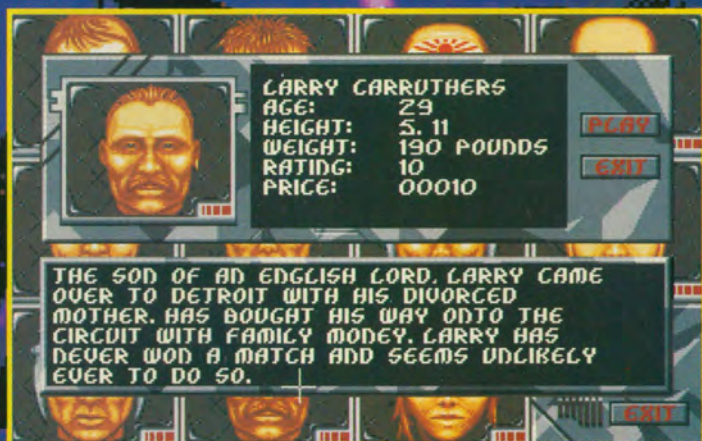 LARRY CARRUTHERS
AGE: 29
HEIGHT: 5.11
WEIGHT: 190 POUNDS
RATING: 10
PRICE: 00010
PLAY
EXIT
THE SON OF AN ENGLISH LORD, LARRY CAME
OVER TO DETROIT WITH HIS DIVORCED
MOTHER. HAS BOUGHT HIS WAY ONTO THE
CIRCUIT WITH FAMILY MONEY. LARRY HAS
NEVER WON A MATCH AND SEEMS UNLIKELY
EVER TO DO SO.
EXIT